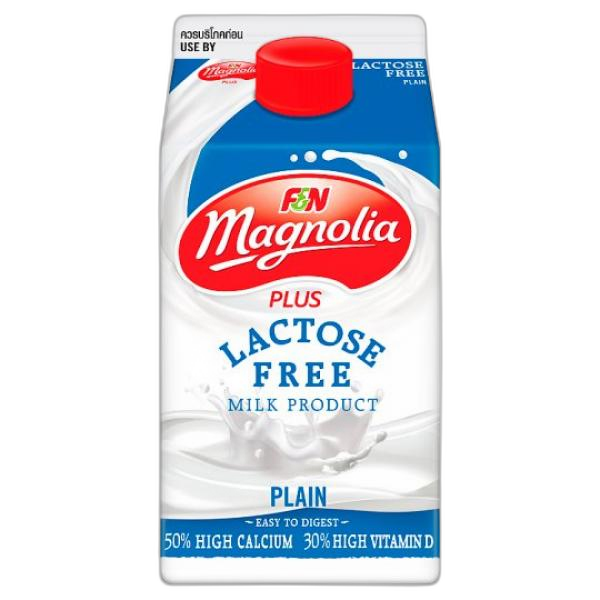 ควรบริโภคก่อน
USE BY
F&N
Magnolia
PLUS
LACTOSE
FREE
PLAIN
F&N
Magnolia
PLUS
LACTOSE
FREE
MILK PRODUCT
PLAIN
~ EASY TO DIGEST ~
50% HIGH CALCIUM 30% HIGH VITAMIN D